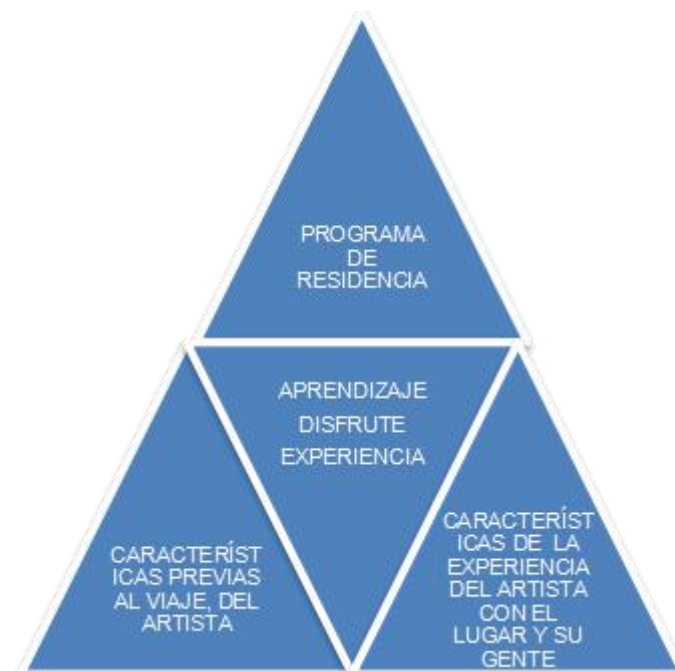 PROGRAMA
DE
RESIDENCIA
APRENDIZAJE
DISFRUTE
EXPERIENCIA
CARACTERÍST
ICAS PREVIAS
AL VIAJE, DEL
ARTISTA
CARACTERÍST
ICAS DE LA
EXPERIENCIA
DEL ARTISTA
CON EL
LUGAR Y SU
GENTE